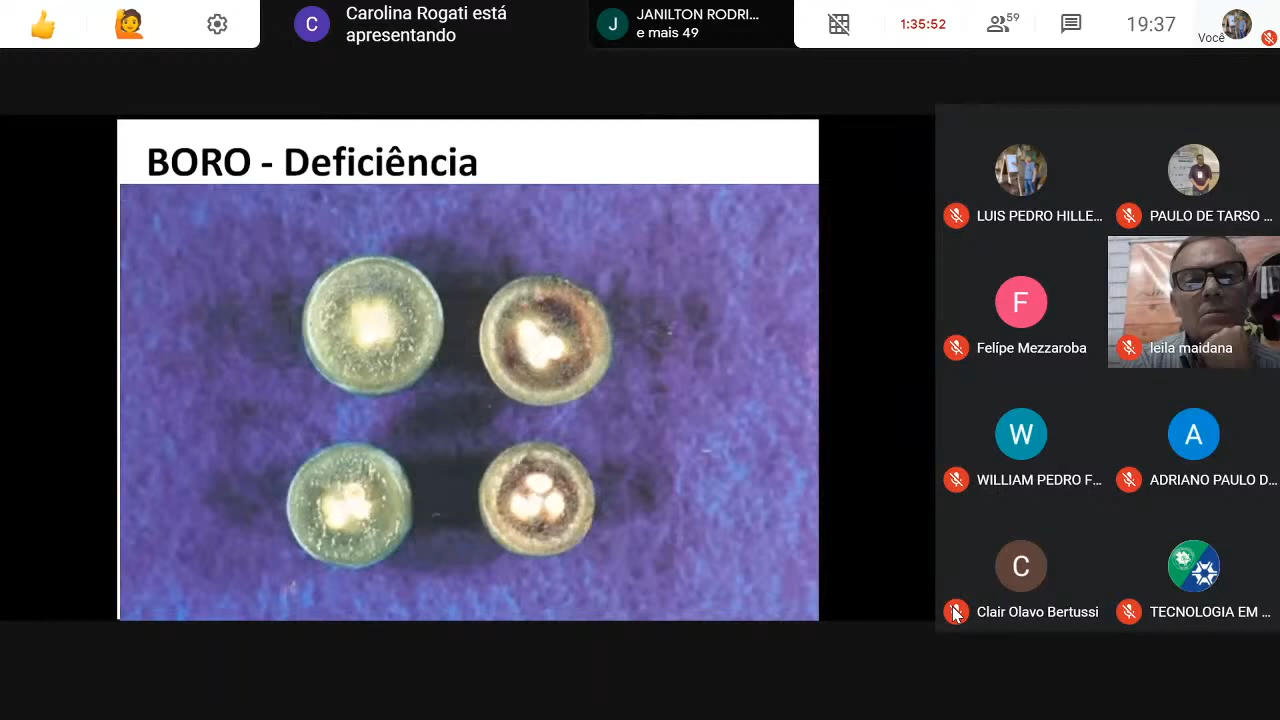 C
Carolina Rogati está
apresentando
J
JANILTON RODRI...
e mais 49
1:35:52
59
19:37
Você
BORO - Deficiência
LUIS PEDRO HILLE...
PAULO DE TARSO ...
F
Felípe Mezzaroba
leila maidana
W
WILLIAM PEDRO F...
A
ADRIANO PAULO D...
C
Clair Olavo Bertussi
TECNOLOGIA EM ...